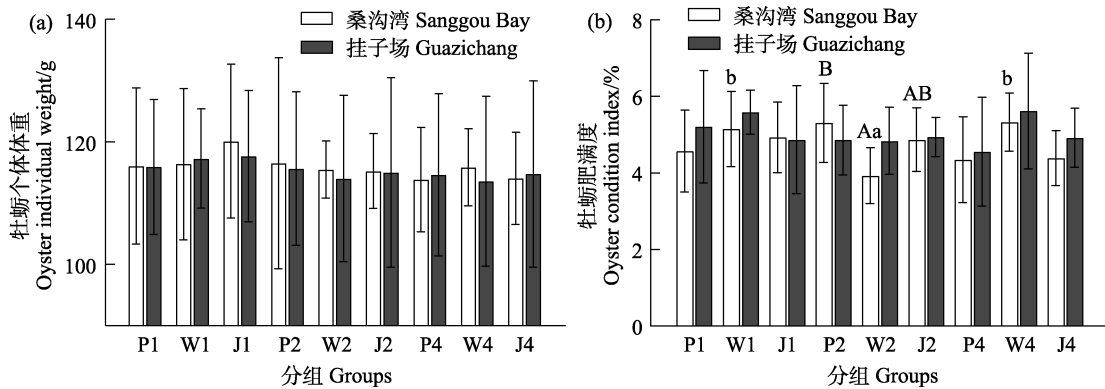 (a)
桑沟湾 Sanggou Bay
挂子场 Guazichang
牡蛎个体体重
Oyster individual weight/g
140
120
100
P1 W1 J1 P2 W2 J2 P4 W4 J4
分组 Groups
(b)
桑沟湾 Sanggou Bay
挂子场 Guazichang
牡蛎肥满度
Oyster condition index/%
8
6
4
2
0
b B Aa AB b
P1 W1 J1 P2 W2 J2 P4 W4 J4
分组 Groups